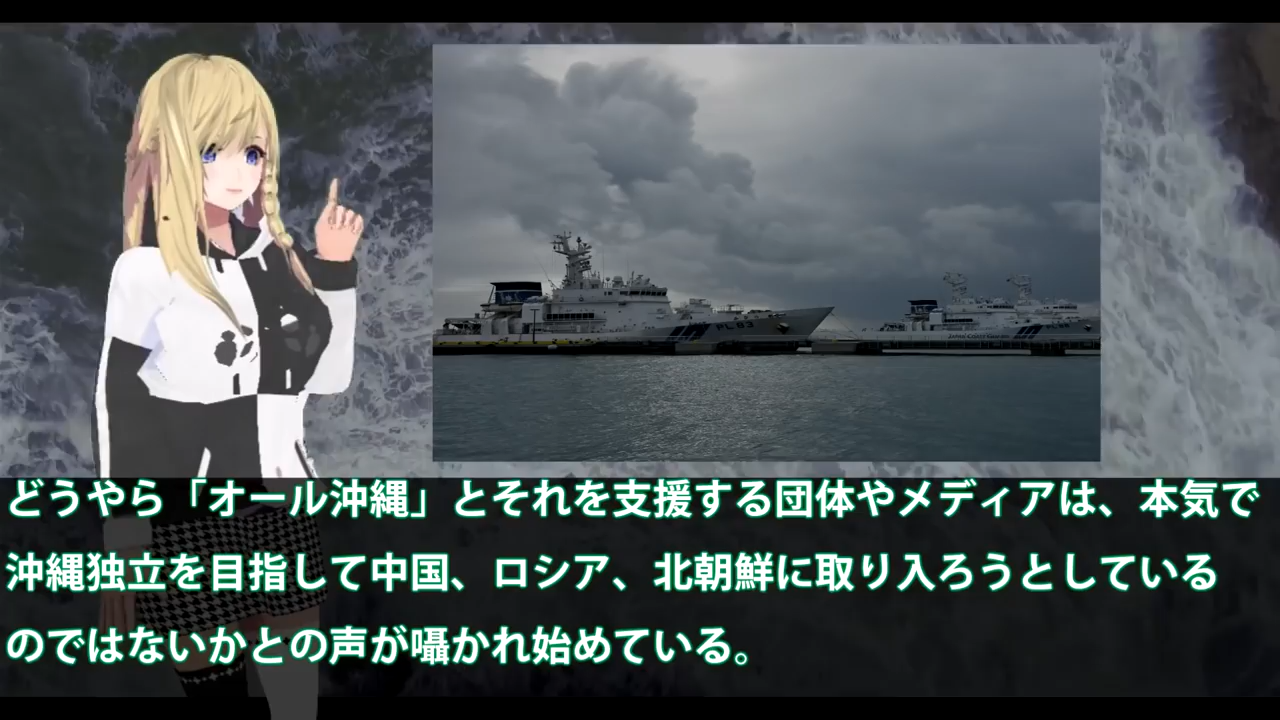 PL 83
どうやら「オール沖縄」とそれを支援する団体やメディアは、本気で
沖縄独立を目指して中国、ロシア、北朝鮮に取り入ろうとしている
のではないかとの声が囁かれ始めている。